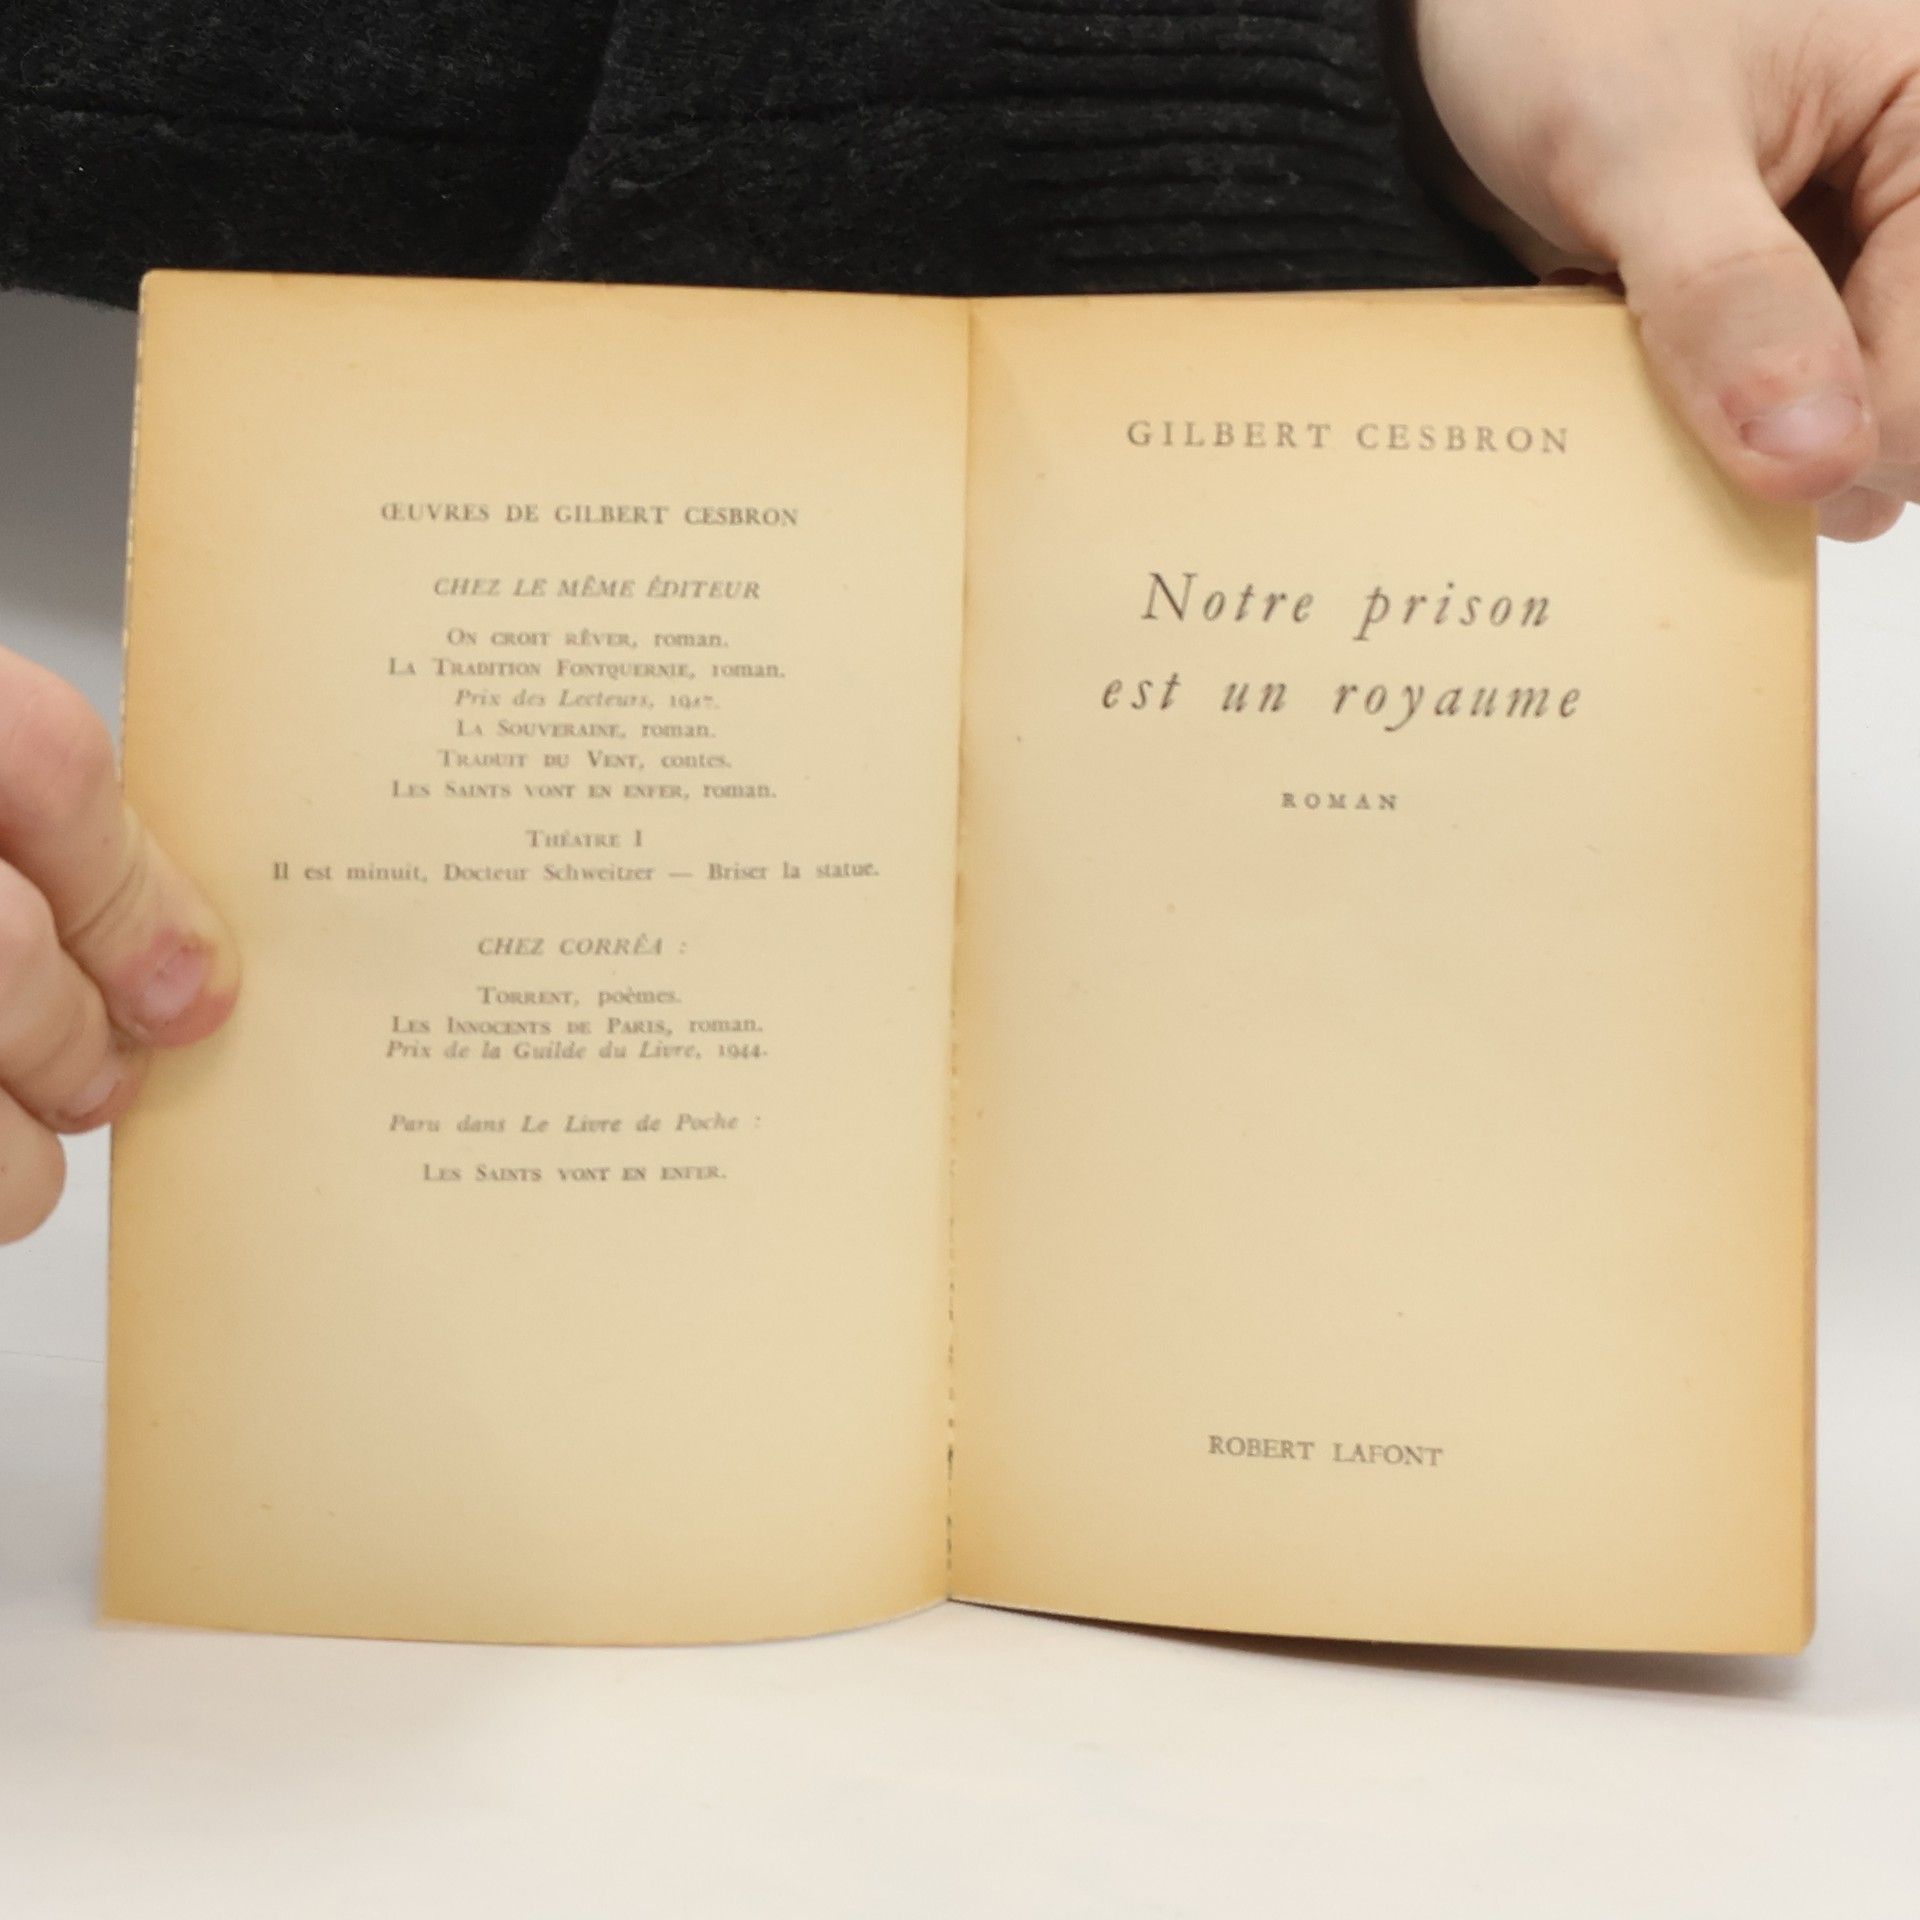 ŒUVRES DE GILBERT CESBRON
CHEZ LE MÊME ÉDITEUR
ON CROIT RÊVER, roman.
LA TRADITION FONTQUERNIE, roman.
Prix des Lecteurs,
LA SOUVERAINE, roman.
TRADUIT DU VENT, contes.
LES SAINTS VONT EN ENFER, roman.
THÉATRE I
Il est minuit, Docteur Schweitzer — Briser la statue.
CHEZ CORRÊA :
TORRENT, poèmes.
LES INNOCENTS DE PARIS, roman.
Prix de la Guilde du Livre, 1944.
Paru dans Le Livre de Poche :
LES SAINTS VONT EN ENFER.
GILBERT CESBRON
Notre prison
est un royaume
ROMAN
ROBERT LAFONT